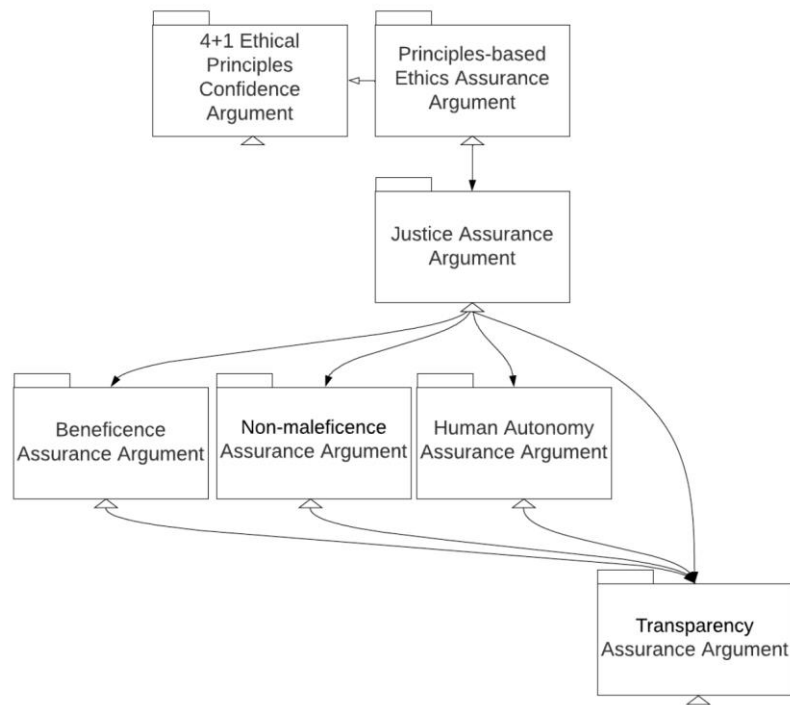 4+1 Ethical
Principles
Confidence
Argument
Principles-based
Ethics Assurance
Argument
Justice Assurance
Argument
Beneficence
Assurance Argument
Non-maleficence
Assurance Argument
Human Autonomy
Assurance Argument
Transparency
Assurance Argument